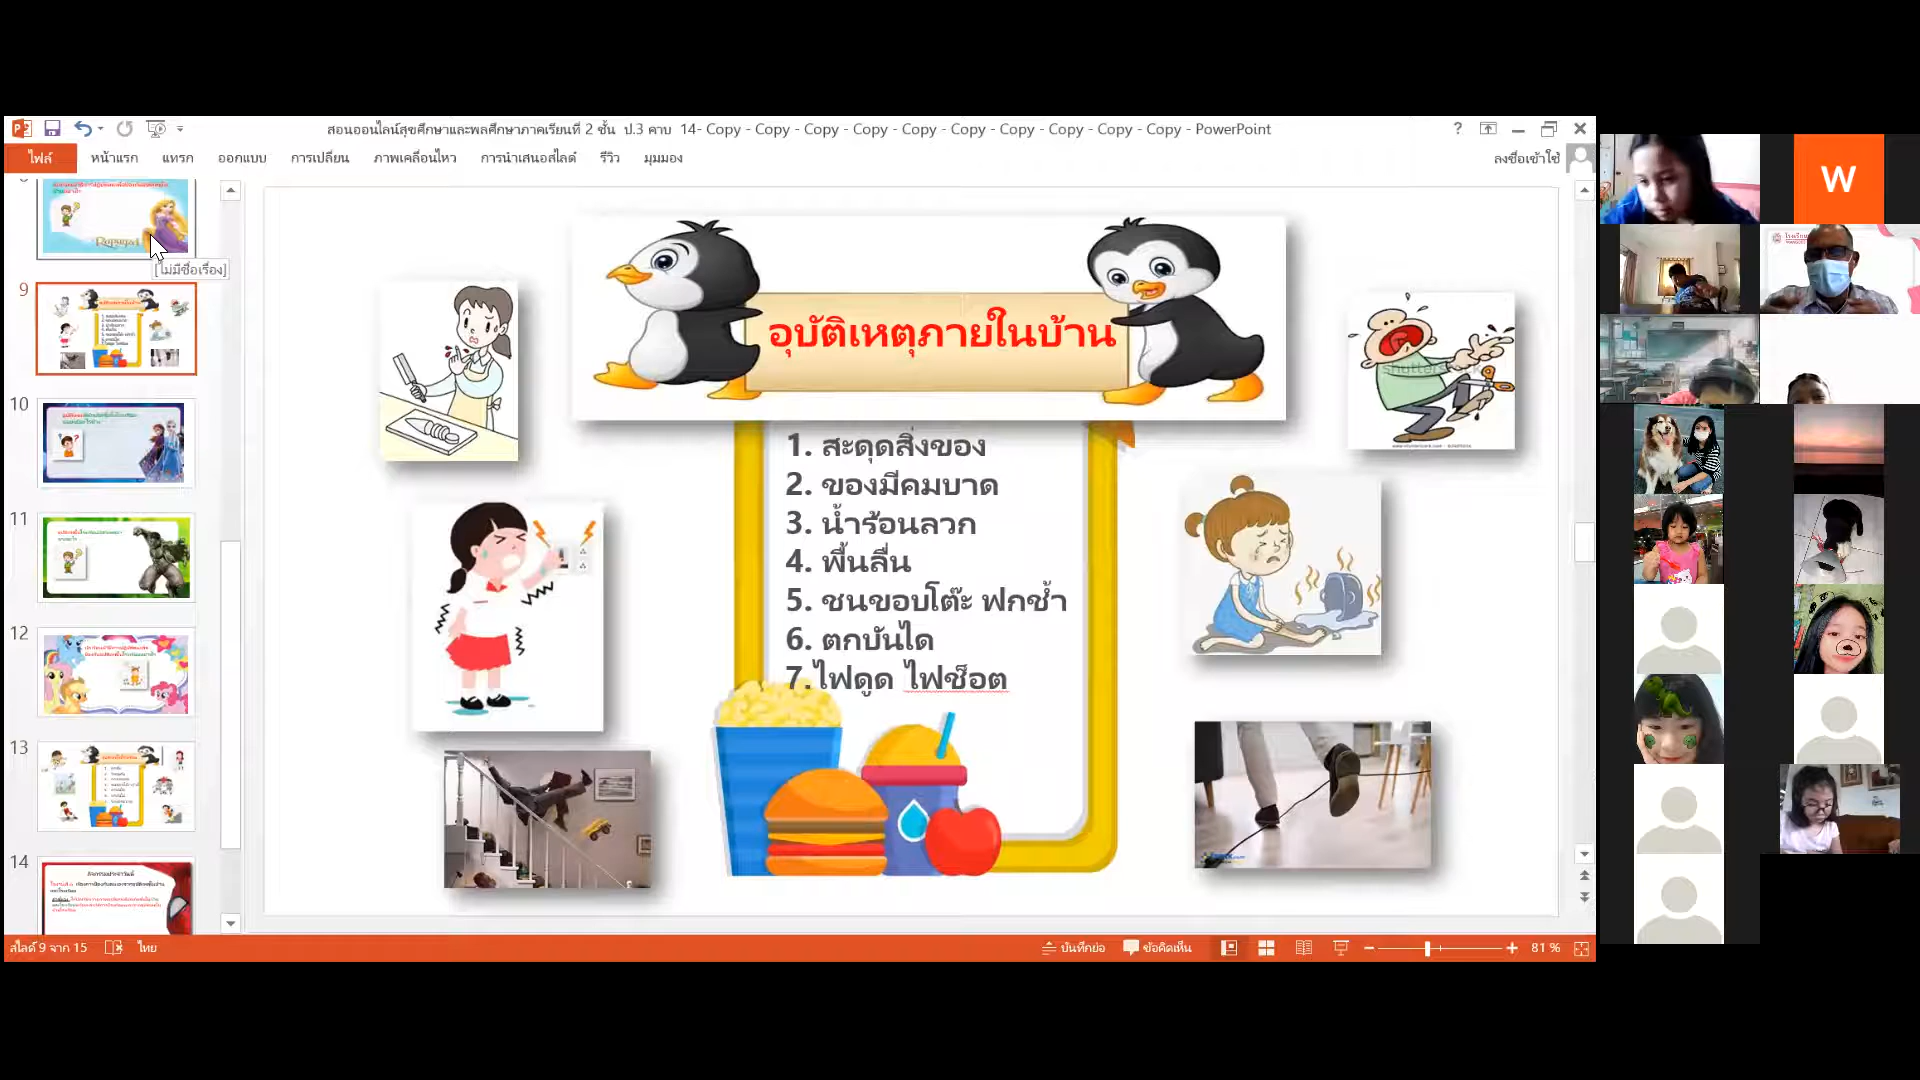 สอนออนไลน์สุขศึกษาและพลศึกษาภาคเรียนที่ 2 ชั้น ป.3 คาบ 14- Copy - Copy - Copy - Copy - Copy - Copy - Copy - Copy - Copy - Copy - PowerPoint
ไฟล์ หน้าแรก แทรก ออกแบบ การเปลี่ยน ภาพเคลื่อนไหว การนำเสนอสไลด์ รีวิว มุมมอง ลงชื่อเข้าใช้
Rapunzel
[ไม่มีชื่อเรื่อง]
9
10
11
12
13
14
อุบัติเหตุภายในบ้าน
1. สะดุดสิ่งของ
2. ของมีคมบาด
3. น้ำร้อนลวก
4. พื้นลื่น
5. ชนขอบโต๊ะ ฟกช้ำ
6. ตกบันได
7.ไฟดูด ไฟช็อต
W
สไลด์ 9 จาก 15 ไทย บันทึกย่อ ข้อคิดเห็น 81 %